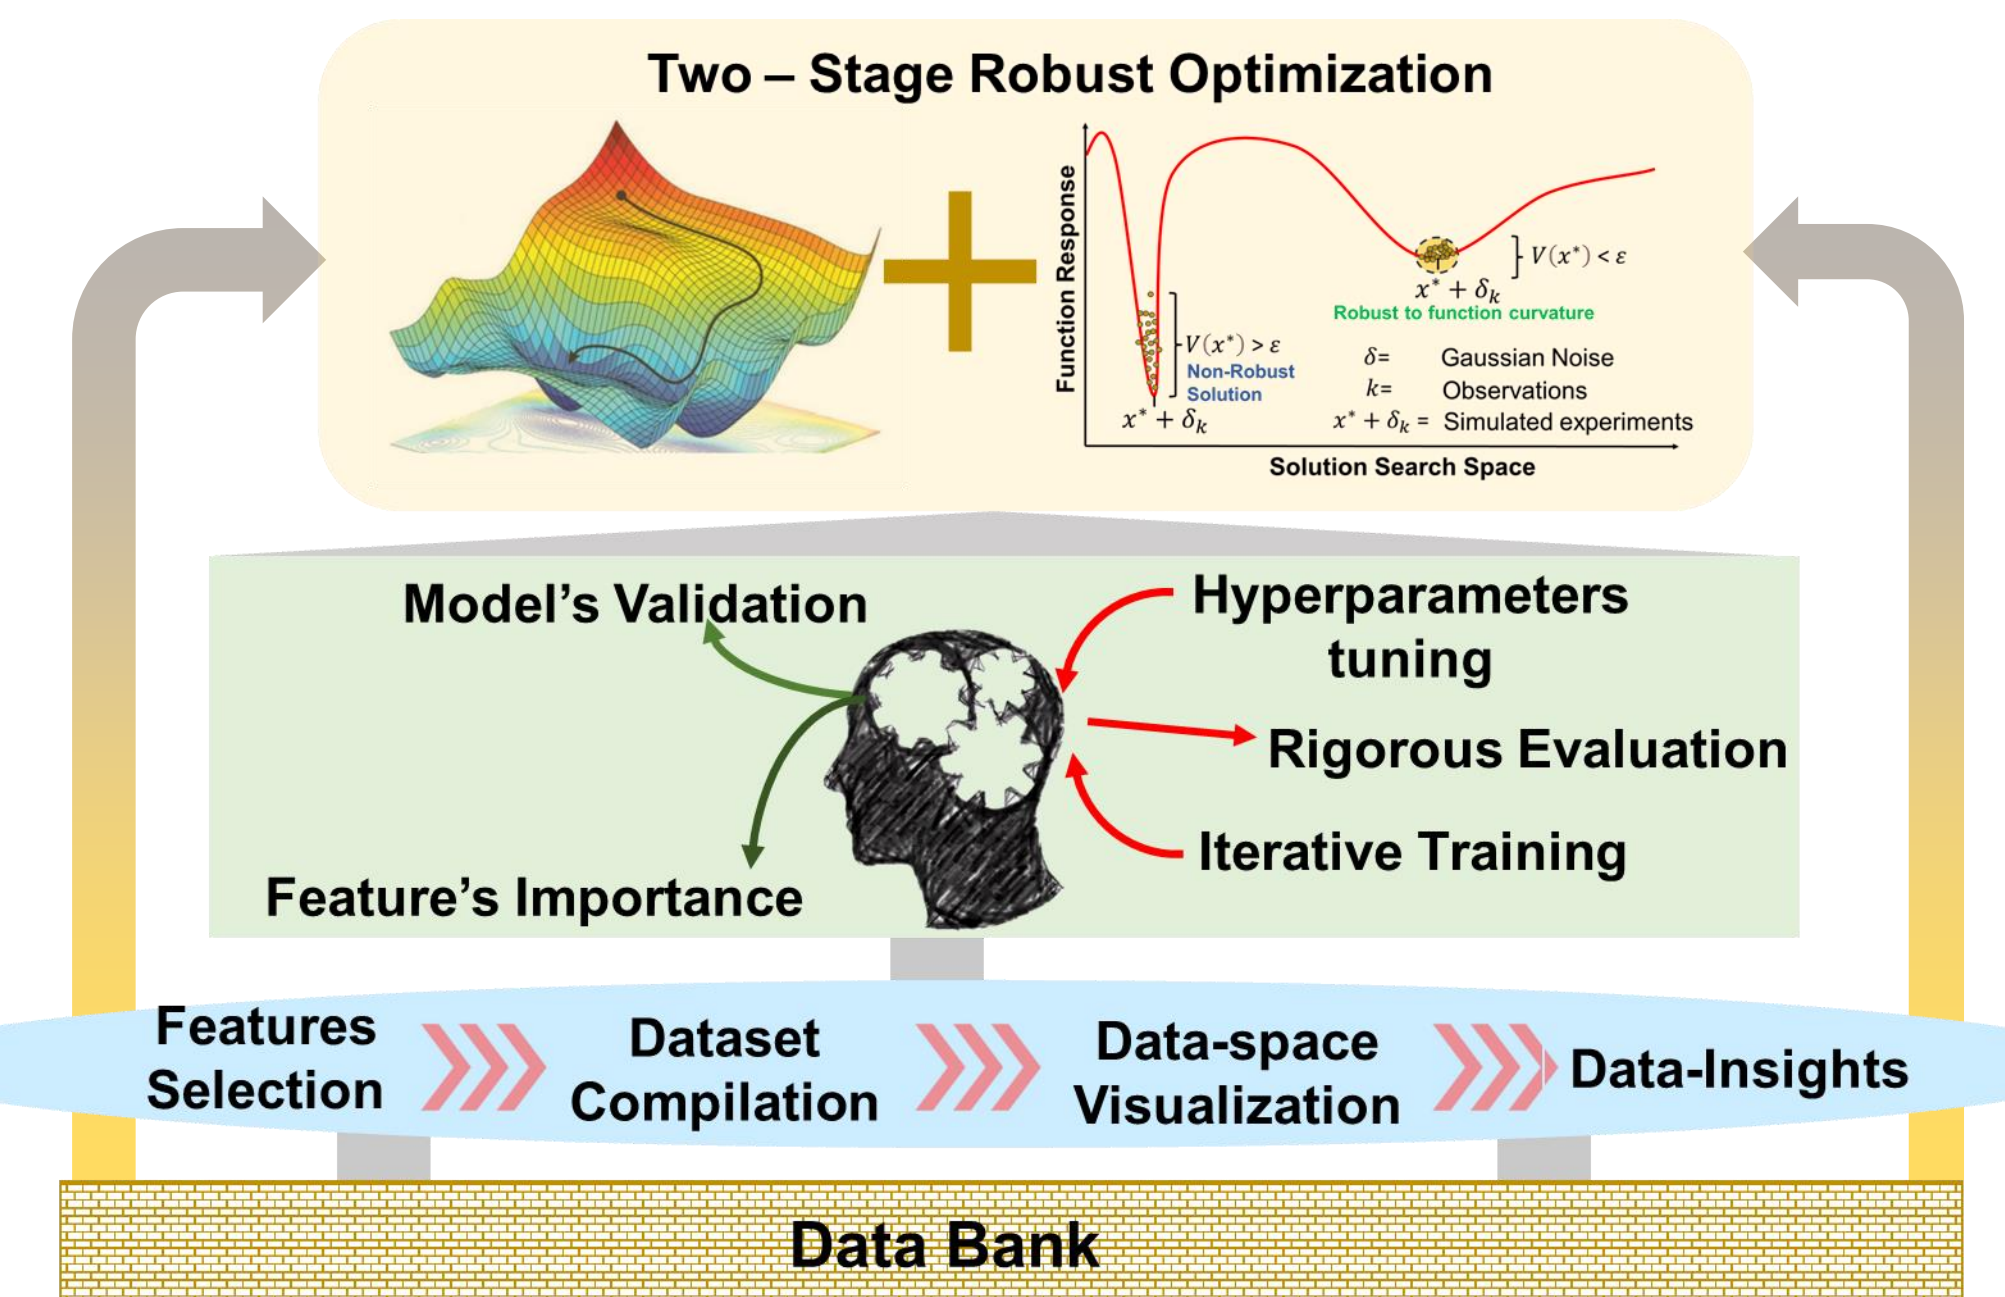 Two – Stage Robust Optimization
Function Response
V(x*) > ε
Non-Robust
Solution
x* + δₖ
V(x*) < ε
x* + δₖ
Robust to function curvature
δ= Gaussian Noise
k= Observations
x* + δₖ = Simulated experiments
Solution Search Space
Model’s Validation
Feature’s Importance
Hyperparameters
tuning
Rigorous Evaluation
Iterative Training
Features
Selection
Dataset
Compilation
Data-space
Visualization
Data-Insights
Data Bank